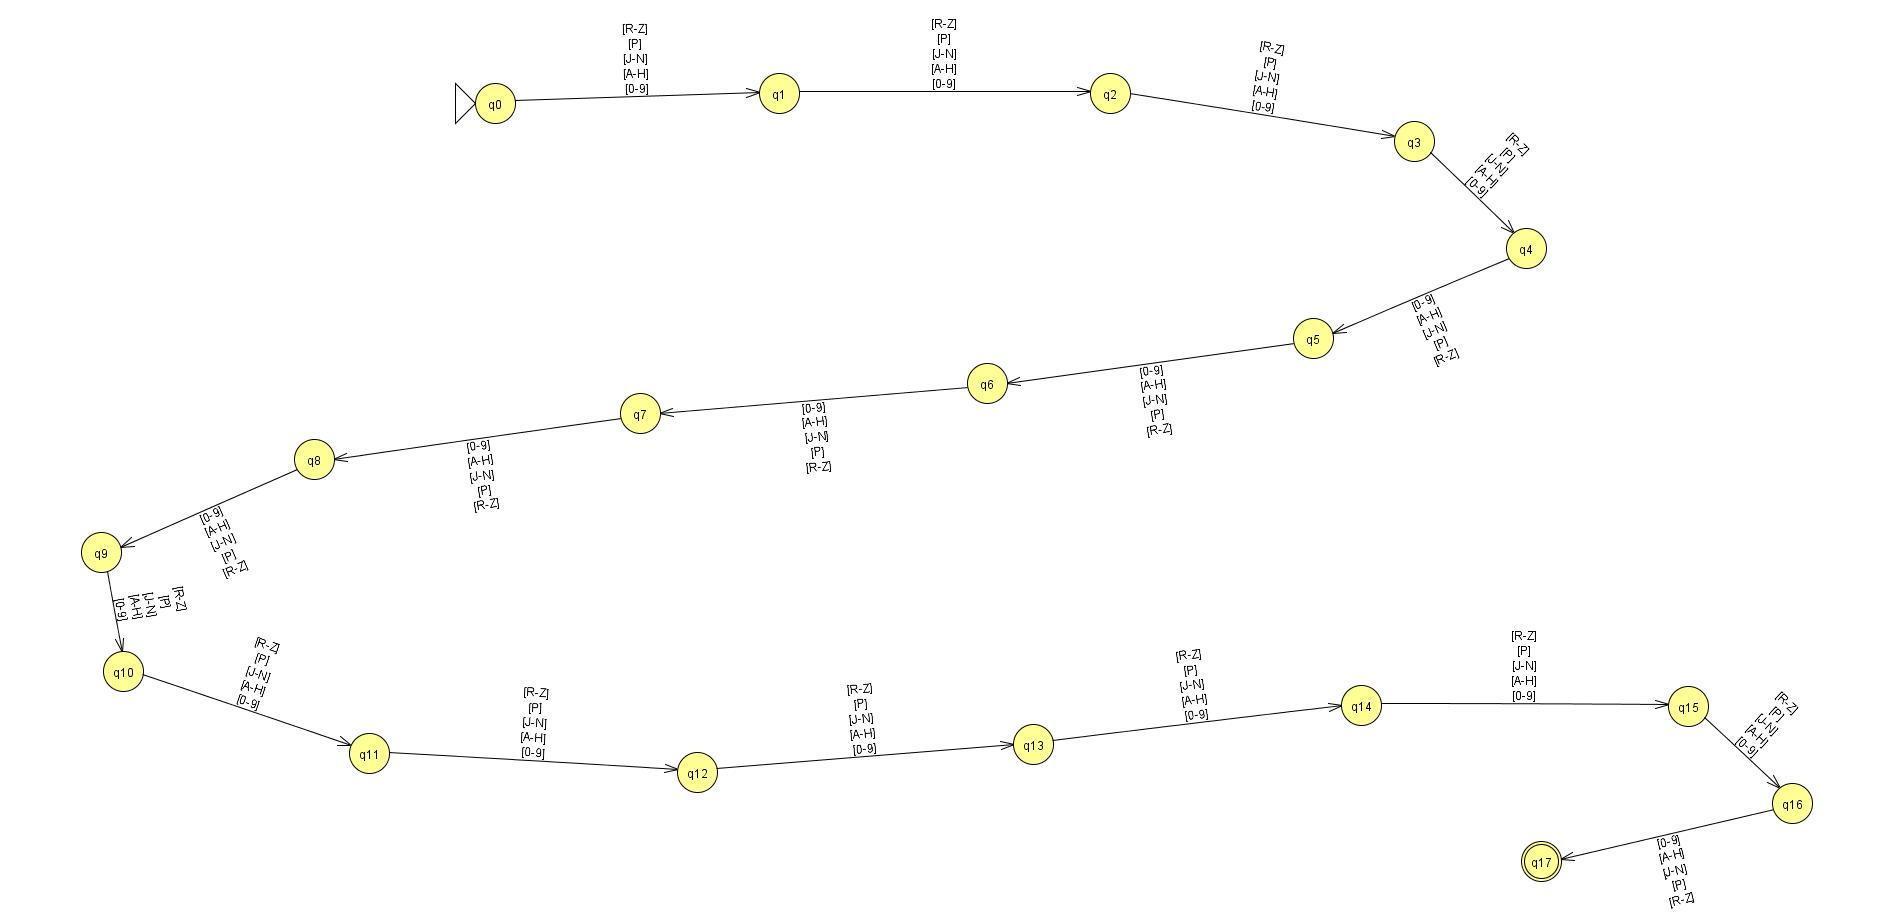 [R-Z]
[P]
[J-N]
[A-H]
[0-9]
q0
q1
[R-Z]
[P]
[J-N]
[A-H]
[0-9]
q2
[R-Z]
[P]
[J-N]
[A-H]
[0-9]
q3
[R-Z]
[P]
[J-N]
[A-H]
[0-9]
q4
[0-9]
[A-H]
[J-N]
[P]
[R-Z]
q5
[0-9]
[A-H]
[J-N]
[P]
[R-Z]
q6
[0-9]
[A-H]
[J-N]
[P]
[R-Z]
q7
[0-9]
[A-H]
[J-N]
[P]
[R-Z]
q8
[0-9]
[A-H]
[J-N]
[P]
[R-Z]
q9
[R-Z]
[P]
[J-N]
[A-H]
[0-9]
q10
[R-Z]
[P]
[J-N]
[A-H]
[0-9]
q11
[R-Z]
[P]
[J-N]
[A-H]
[0-9]
q12
[R-Z]
[P]
[J-N]
[A-H]
[0-9]
q13
[R-Z]
[P]
[J-N]
[A-H]
[0-9]
q14
[R-Z]
[P]
[J-N]
[A-H]
[0-9]
q15
[R-Z]
[P]
[J-N]
[A-H]
[0-9]
q16
[0-9]
[A-H]
[J-N]
[P]
[R-Z]
q17